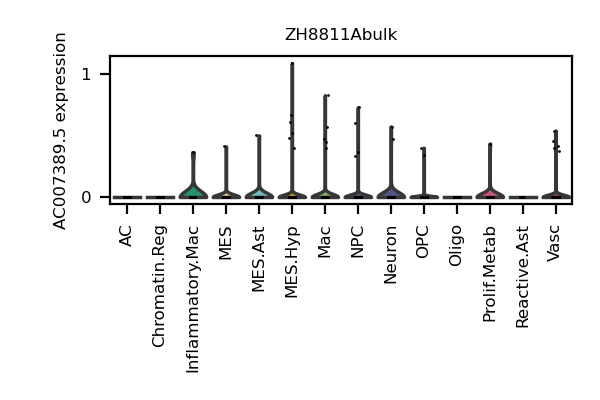 ZH8811Abulk
AC007389.5 expression
1
0
AC
Chromatin.Reg
Inflammatory.Mac
MES
MES.Ast
MES.Hyp
Mac
NPC
Neuron
OPC
Oligo
Prolif.Metab
Reactive.Ast
Vasc